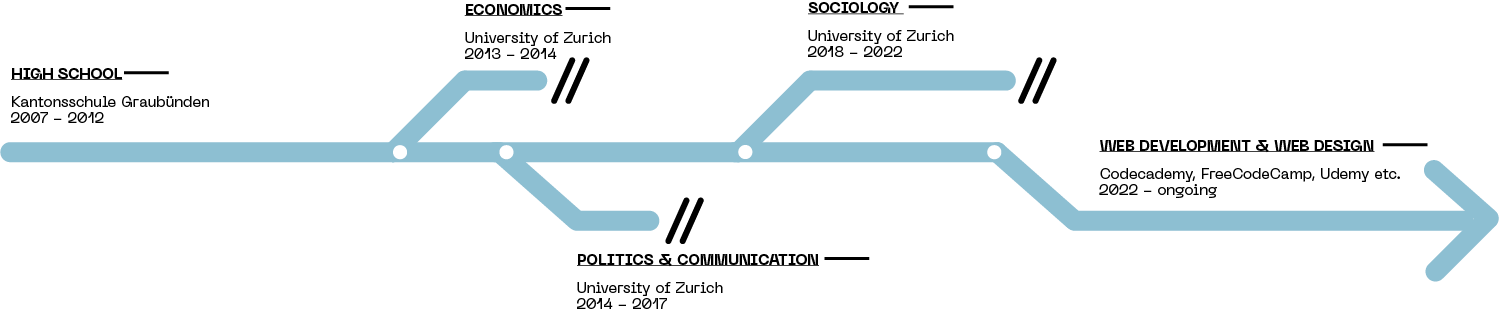 HIGH SCHOOL
Kantonsschule Graubünden
2007 – 2012
ECONOMICS
University of Zurich
2013 – 2014
POLITICS & COMMUNICATION
University of Zurich
2014 – 2017
SOCIOLOGY
University of Zurich
2018 – 2022
WEB DEVELOPMENT & WEB DESIGN
Codecademy, FreeCodeCamp, Udemy etc.
2022 – ongoing